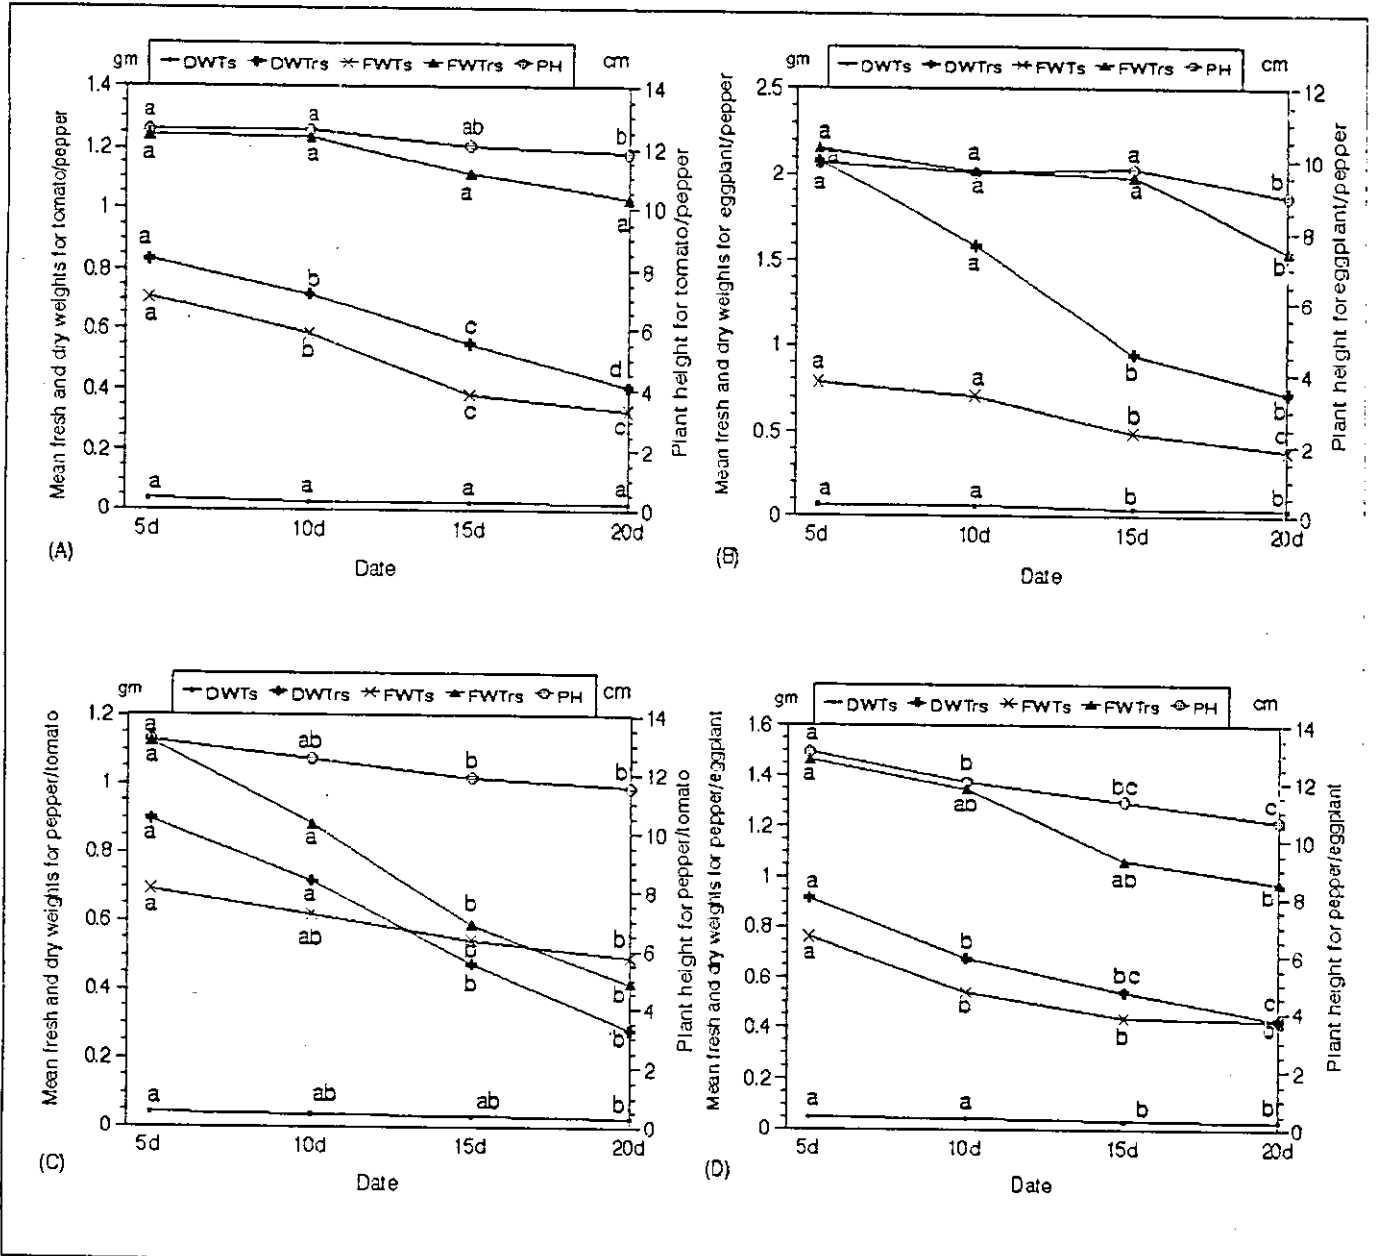 gm DWTs DWTrs FWTs FWTrs PH cm
Mean fresh and dry weights for tomato/pepper
1.4
1.2
1
0.8
0.6
0.4
0.2
0
a a ab b
a a a a
a b c d
a b c c
a a a a
14
12
10
8
6
4
2
0
Plant height for tomato/pepper
5d 10d 15d 20d
(A)
Date
gm DWTs DWTrs FWTs FWTrs PH cm
Mean fresh and dry weights for eggplant/pepper
2.5
2
1.5
1
0.5
0
a a a b
a
a a a b
a b b
a a b c
a a b b
12
10
8
6
4
2
0
Plant height for eggplant/pepper
5d 10d 15d 20d
(B)
Date
gm DWTs DWTrs FWTs FWTrs PH cm
Mean fresh and dry weights for pepper/tomato
1.2
1
0.8
0.6
0.4
0.2
0
a ab b b
a a b b
a a b b
a ab b
a ab ab b
14
12
10
8
6
4
2
0
Plant height for pepper/tomato
5d 10d 15d 20d
(C)
Date
gm DWTs DWTrs FWTs FWTrs PH cm
Mean fresh and dry weights for pepper/eggplant
1.6
1.4
1.2
1
0.8
0.6
0.4
0.2
0
a b bc c
a ab ab b
a b bc c
a b b b
a a b b
14
12
10
8
6
4
2
0
Plant height for pepper/eggplant
5d 10d 15d 20d
(D)
Date